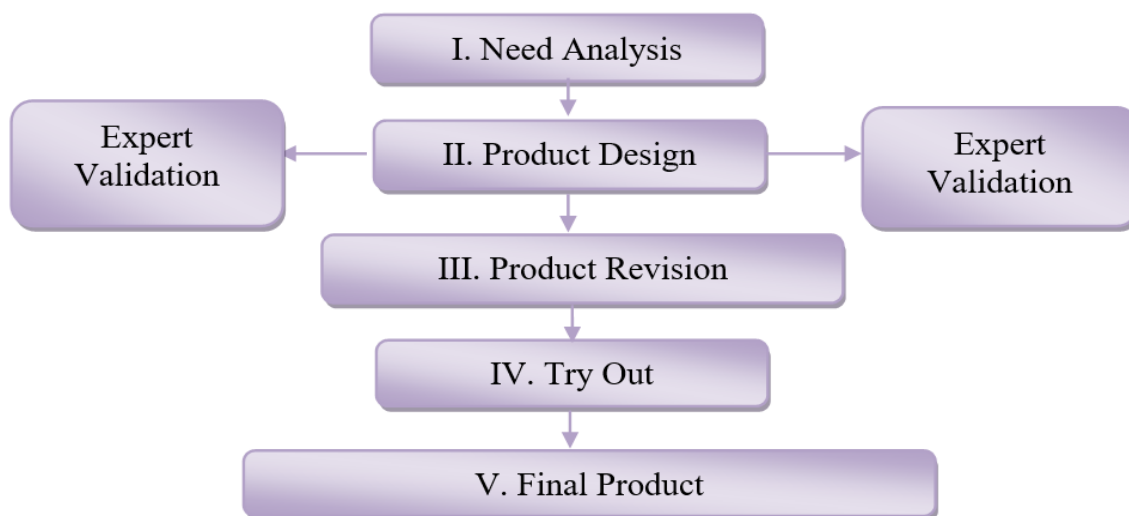 I. Need Analysis
Expert
Validation
II. Product Design
Expert
Validation
III. Product Revision
IV. Try Out
V. Final Product